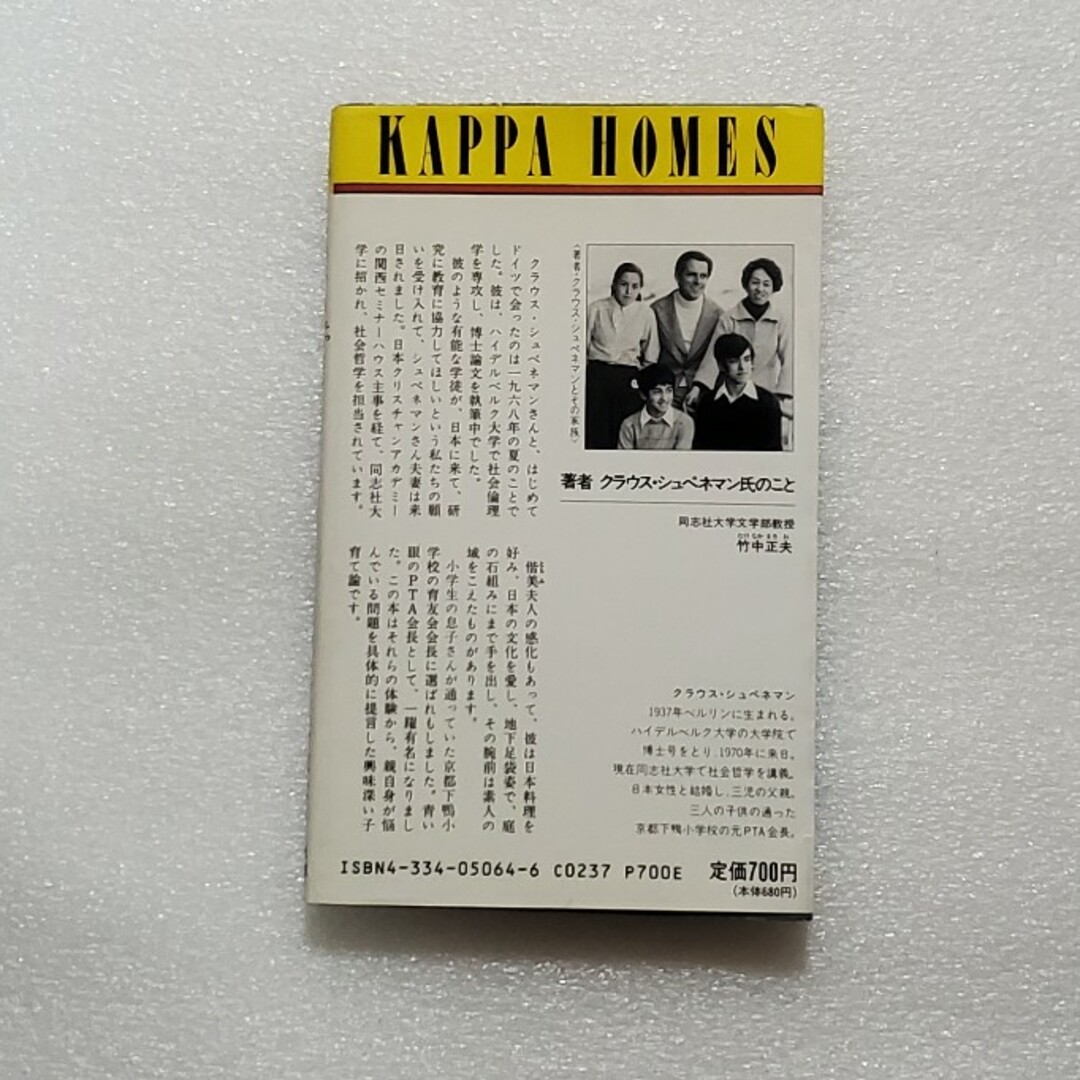 KAPPA HOMES
〈著者・クラウス・シュペネマンとその家族〉
著者 クラウス・シュペネマン氏のこと
同志社大学文学部教授
たけなかまさお
竹中正夫
クラウス・シュペネマンさんと、はじめて
ドイツで会ったのは一九六八年の夏のことで
した。彼は、ハイデルベルク大学で社会倫理
学を専攻し、博士論文を執筆中でした。
彼のような有能な学徒が、日本に来て、研
究に教育に協力してほしいという私たちの願
いを受け入れて、シュペネマンさん夫妻は来
日されました。日本クリスチャンアカデミー
の関西セミナーハウス主事を経て、同志社大
学に招かれ、社会哲学を担当されています。
偕美夫人の感化もあって、彼は日本料理を
好み、日本の文化を愛し、地下足袋姿で、庭
の石組みにまで手を出し、その腕前は素人の
域をこえたものがあります。
小学生の息子さんが通っていた京都下鴨小
学校の育友会会長に選ばれもしました。青い
眼のPTA会長として、一躍有名になりまし
た。この本はそれらの体験から、親自身が悩
んでいる問題を具体的に提言した興味深い子
育て論です。
クラウス・シュペネマン
1937年ベルリンに生まれる。
ハイデルベルク大学の大学院で
博士号をとり、1970年に来日。
現在同志社大学で社会哲学を講義。
日本女性と結婚し、三児の父親。
三人の子供の通った
京都下鴨小学校の元PTA会長。
ISBN4-334-05064-6 C0237 P700E 定価700円
(本体680円)